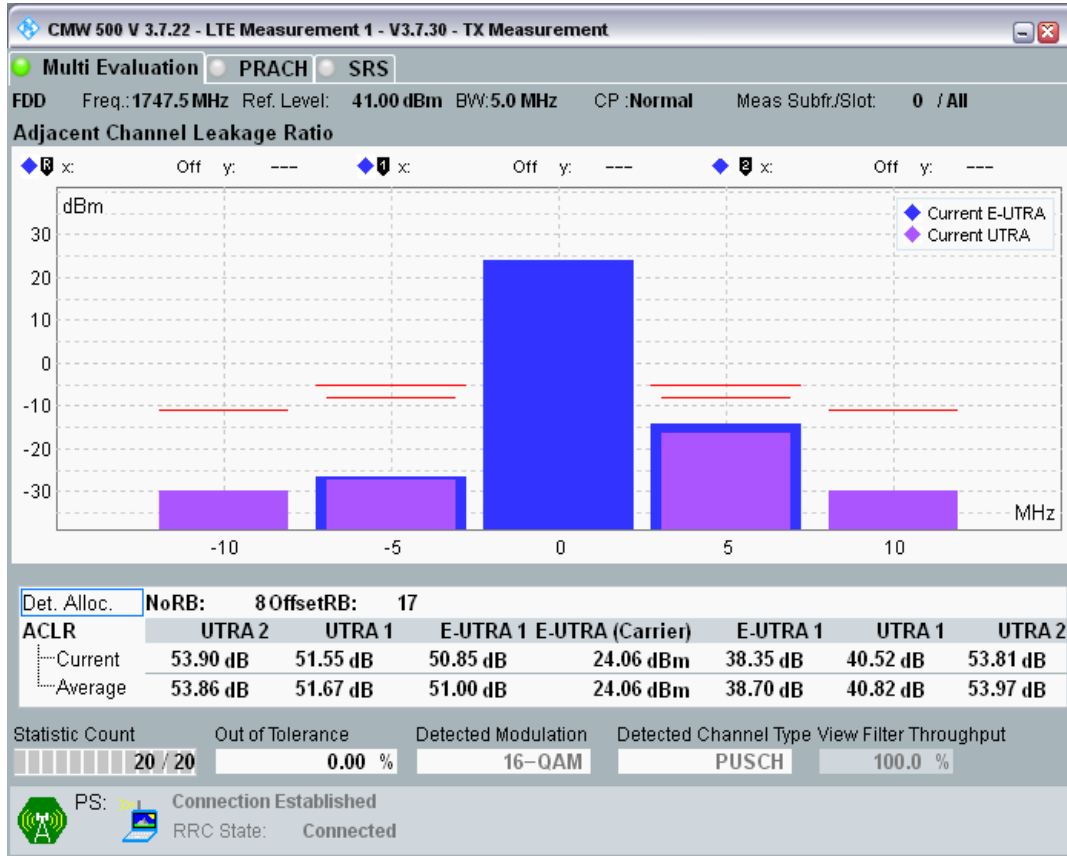 CMW 500 V 3.7.22 - LTE Measurement 1 - V3.7.30 - TX Measurement
Multi Evaluation PRACH SRS
FDD Freq.: 1747.5 MHz Ref. Level: 41.00 dBm BW: 5.0 MHz CP : Normal Meas Subfr./Slot: 0 / All
Adjacent Channel Leakage Ratio
R x: Off y: --- 1 x: Off y: --- 2 x: Off y: ---
dBm
Current E-UTRA
Current UTRA
30
20
10
0
-10
-20
-30
MHz
-10 -5 0 5 10
Det. Alloc. NoRB: 8 OffsetRB: 17
ACLR UTRA 2 UTRA 1 E-UTRA 1 E-UTRA (Carrier) E-UTRA 1 UTRA 1 UTRA 2
Current 53.90 dB 51.55 dB 50.85 dB 24.06 dBm 38.35 dB 40.52 dB 53.81 dB
Average 53.86 dB 51.67 dB 51.00 dB 24.06 dBm 38.70 dB 40.82 dB 53.97 dB
Statistic Count Out of Tolerance Detected Modulation Detected Channel Type View Filter Throughput
20 / 20 0.00 % 16-QAM PUSCH 100.0 %
PS: Connection Established
RRC State: Connected